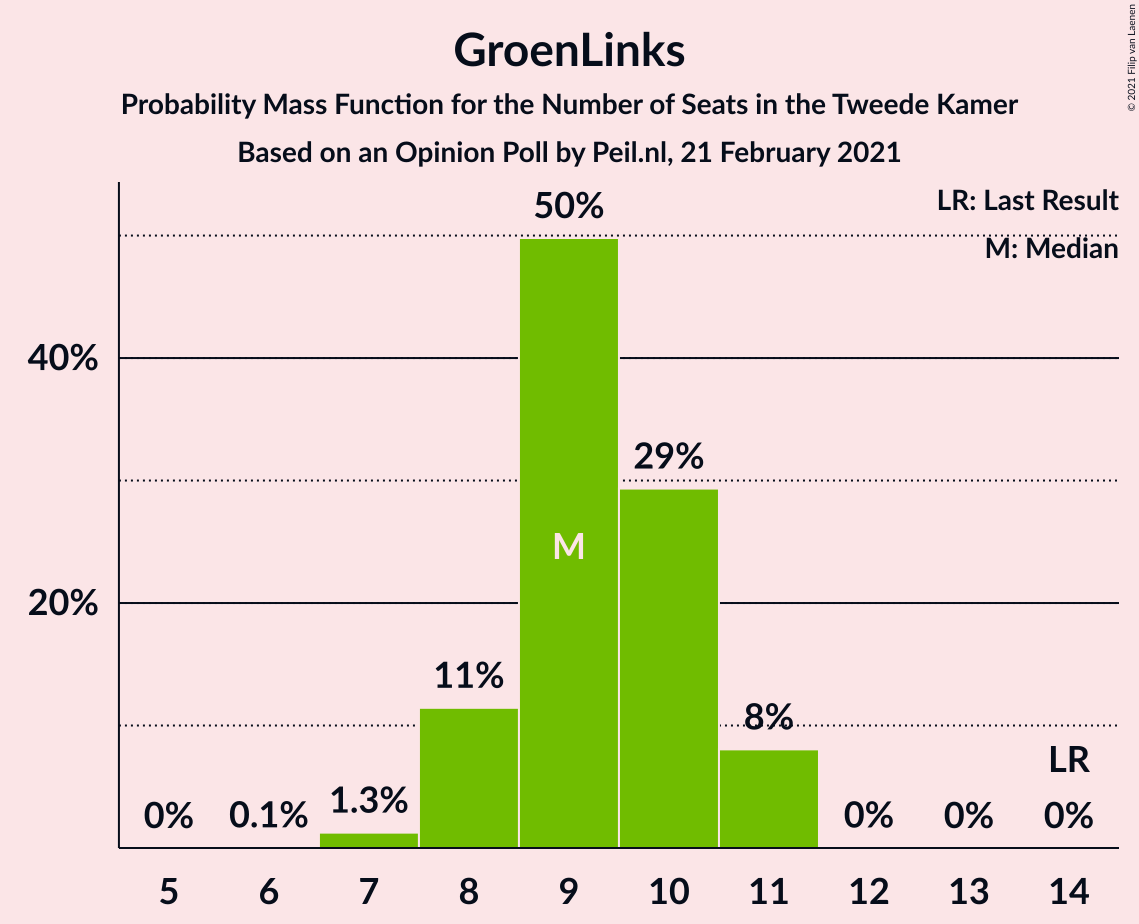 GroenLinks
Probability Mass Function for the Number of Seats in the Tweede Kamer
Based on an Opinion Poll by Peil.nl, 21 February 2021
© 2021 Filip van Laenen
LR: Last Result
M: Median
50%
40%
29%
M
20%
11%
8%
LR
0%
0.1%
1.3%
0%
0%
0%
5 6 7 8 9 10 11 12 13 14